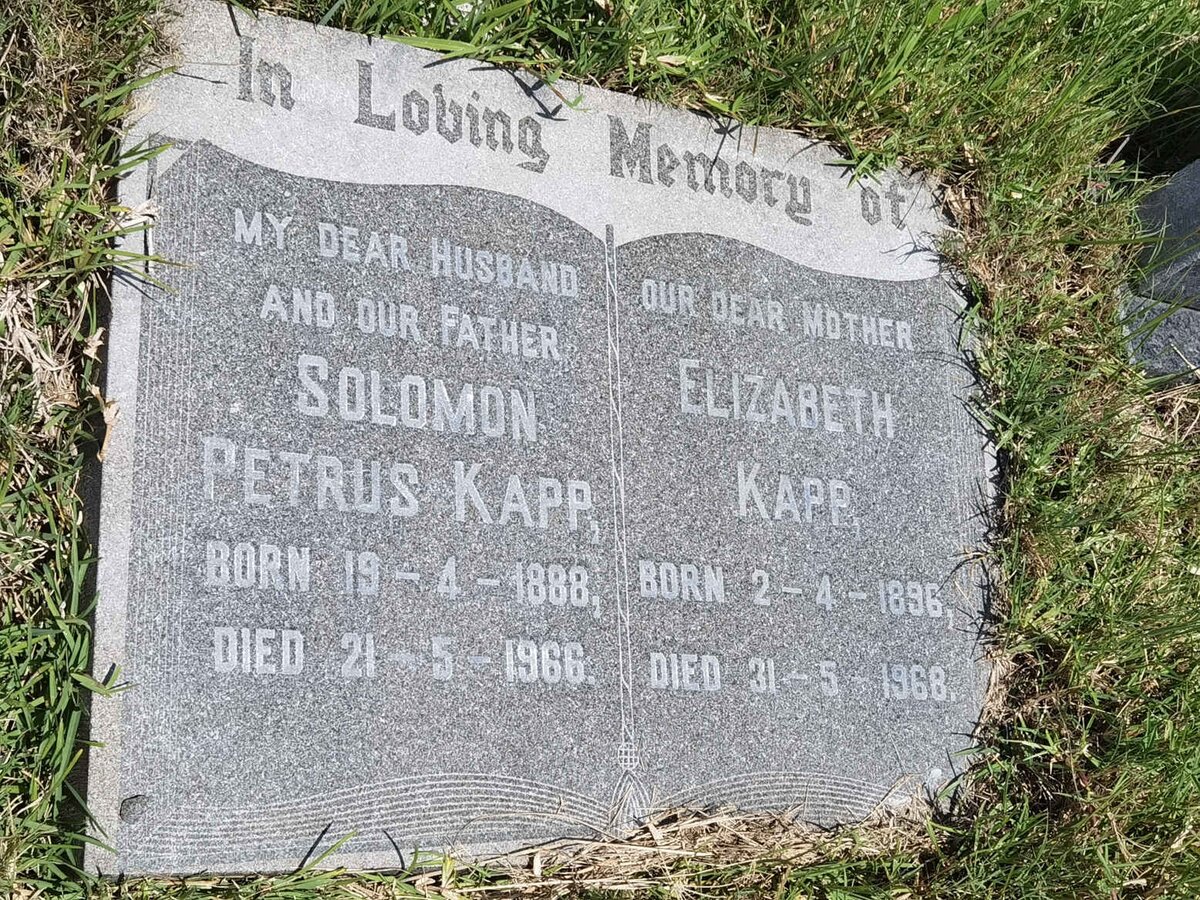 In Loving Memory of
MY DEAR HUSBAND
AND OUR FATHER
SOLOMON
PETRUS KAPP,
BORN 19-4-1888,
DIED 21-5-1966.
OUR DEAR MOTHER
ELIZABETH
KAPP,
BORN 2-4-1896,
DIED 31-5-1968.